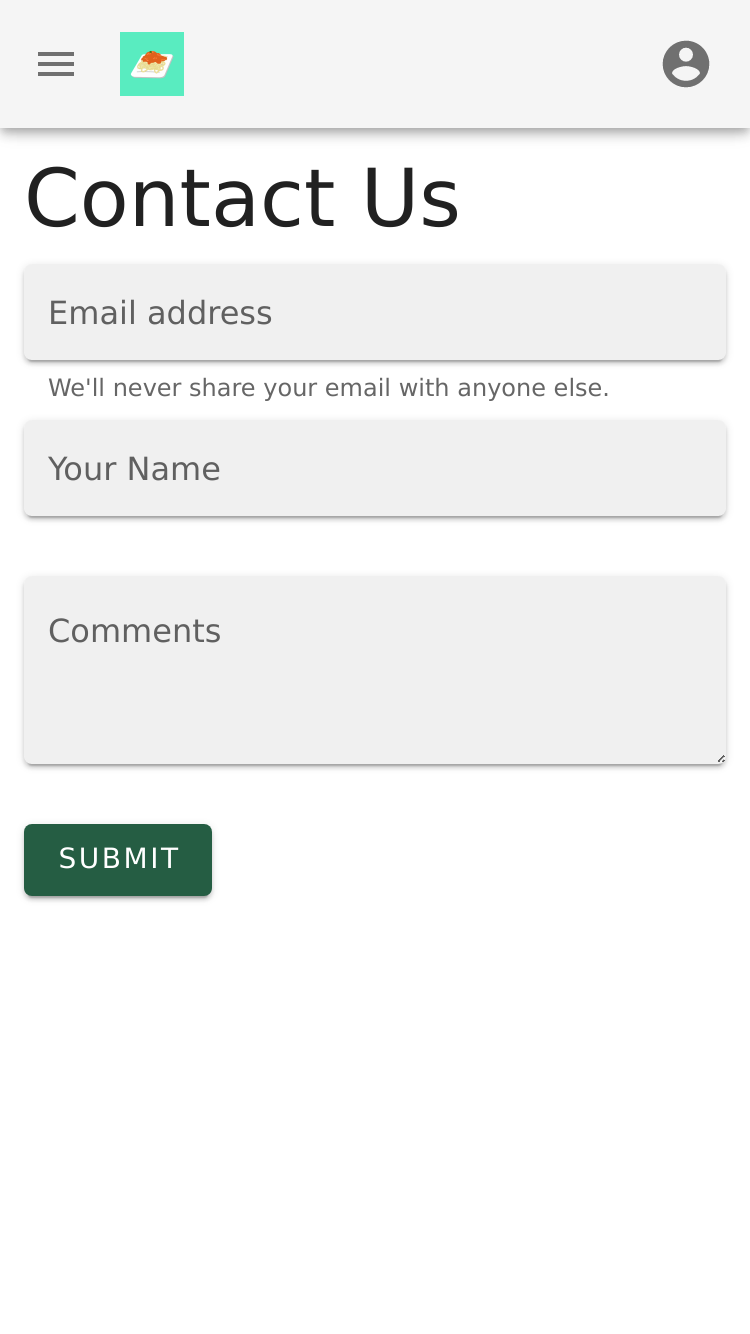 Contact Us
Email address
We'll never share your email with anyone else.
Your Name
Comments
SUBMIT